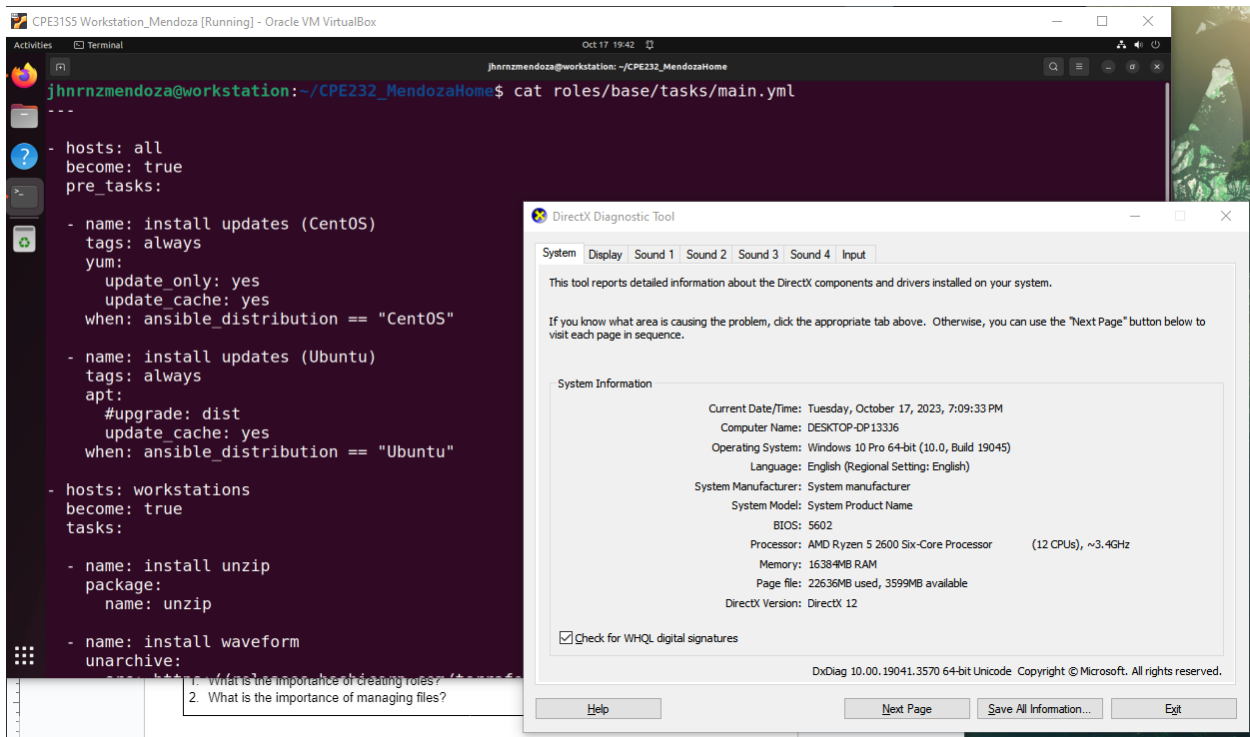 CPE31S5 Workstation_Mendoza [Running] - Oracle VM VirtualBox
Activities Terminal Oct 17 19:42
jhnrnzmendoza@workstation: ~/CPE232_MendozaHome
jhnrnzmendoza@workstation:~/CPE232_MendozaHome$ cat roles/base/tasks/main.yml
---
- hosts: all
become: true
pre_tasks:
- name: install updates (CentOS)
tags: always
yum:
update_only: yes
update_cache: yes
when: ansible_distribution == "CentOS"
- name: install updates (Ubuntu)
tags: always
apt:
#upgrade: dist
update_cache: yes
when: ansible_distribution == "Ubuntu"
- hosts: workstations
become: true
tasks:
- name: install unzip
package:
name: unzip
- name: install waveform
unarchive:
1. What is the importance of creating roles?
2. What is the importance of managing files?
DirectX Diagnostic Tool
System Display Sound 1 Sound 2 Sound 3 Sound 4 Input
This tool reports detailed information about the DirectX components and drivers installed on your system.
If you know what area is causing the problem, click the appropriate tab above. Otherwise, you can use the "Next Page" button below to
visit each page in sequence.
System Information
Current Date/Time: Tuesday, October 17, 2023, 7:09:33 PM
Computer Name: DESKTOP-DP133J6
Operating System: Windows 10 Pro 64-bit (10.0, Build 19045)
Language: English (Regional Setting: English)
System Manufacturer: System manufacturer
System Model: System Product Name
BIOS: 5602
Processor: AMD Ryzen 5 2600 Six-Core Processor (12 CPUs), ~3.4GHz
Memory: 16384MB RAM
Page file: 22636MB used, 3599MB available
DirectX Version: DirectX 12
Check for WHQL digital signatures
DxDiag 10.00.19041.3570 64-bit Unicode Copyright © Microsoft. All rights reserved.
Help Next Page Save All Information... Exit